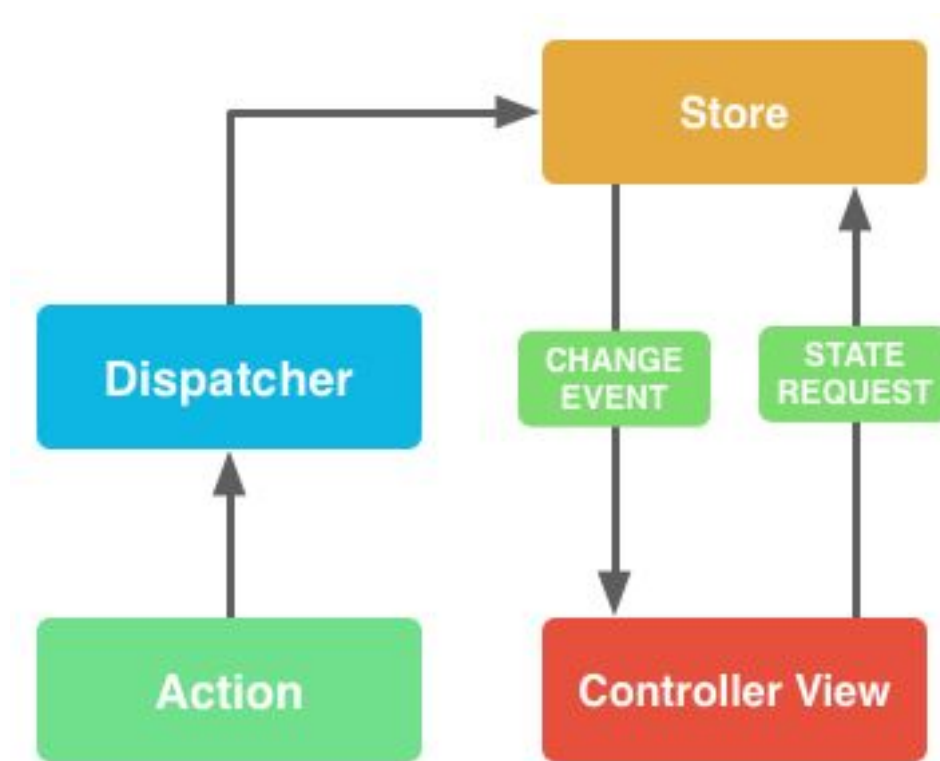 Store
Dispatcher
CHANGE
EVENT
STATE
REQUEST
Action
Controller View